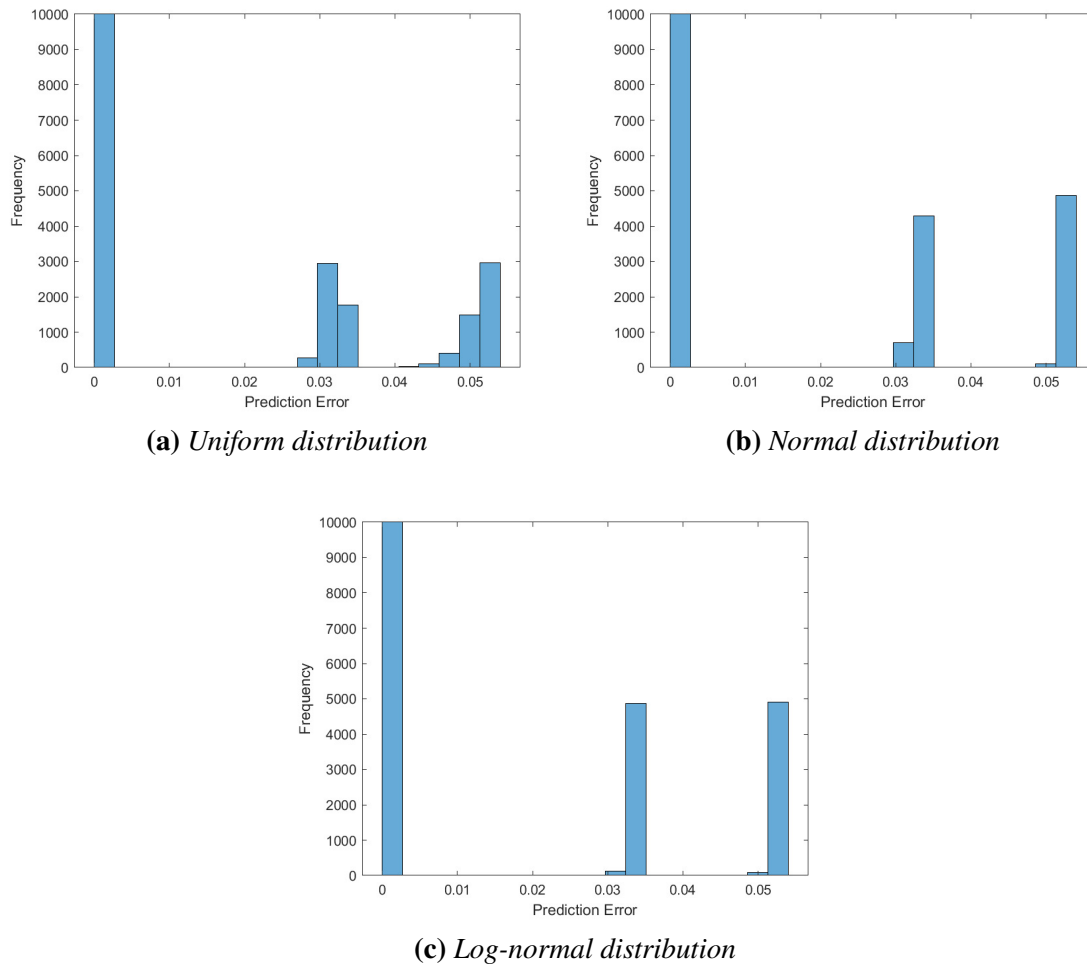 10000
9000
8000
7000
6000
5000
4000
3000
2000
1000
0
Frequency
0 0.01 0.02 0.03 0.04 0.05
Prediction Error
(a) Uniform distribution
10000
9000
8000
7000
6000
5000
4000
3000
2000
1000
0
Frequency
0 0.01 0.02 0.03 0.04 0.05
Prediction Error
(b) Normal distribution
10000
9000
8000
7000
6000
5000
4000
3000
2000
1000
0
Frequency
0 0.01 0.02 0.03 0.04 0.05
Prediction Error
(c) Log-normal distribution